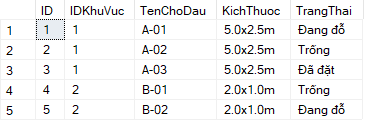 ID IDKhuVuc TenChoDau KichThuoc TrangThai
1 1 1 A-01 5.0x2.5m Đang đỗ
2 2 1 A-02 5.0x2.5m Trống
3 3 1 A-03 5.0x2.5m Đã đặt
4 4 2 B-01 2.0x1.0m Trống
5 5 2 B-02 2.0x1.0m Đang đỗ